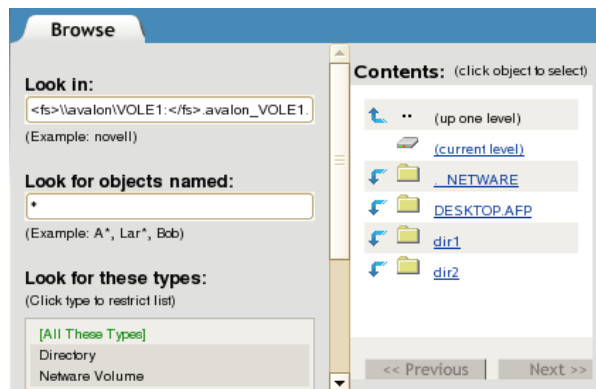 Browse
Look in:
<fs>\\avalon\VOLE1:</fs>.avalon_VOLE1.
(Example: novell)
Look for objects named:
*
(Example: A*, Lar*, Bob)
Look for these types:
(Click type to restrict list)
[All These Types]
Directory
Netware Volume
Contents: (click object to select)
.. (up one level)
(current level)
._NETWARE
DESKTOP.AFP
dir1
dir2
<< Previous
Next >>